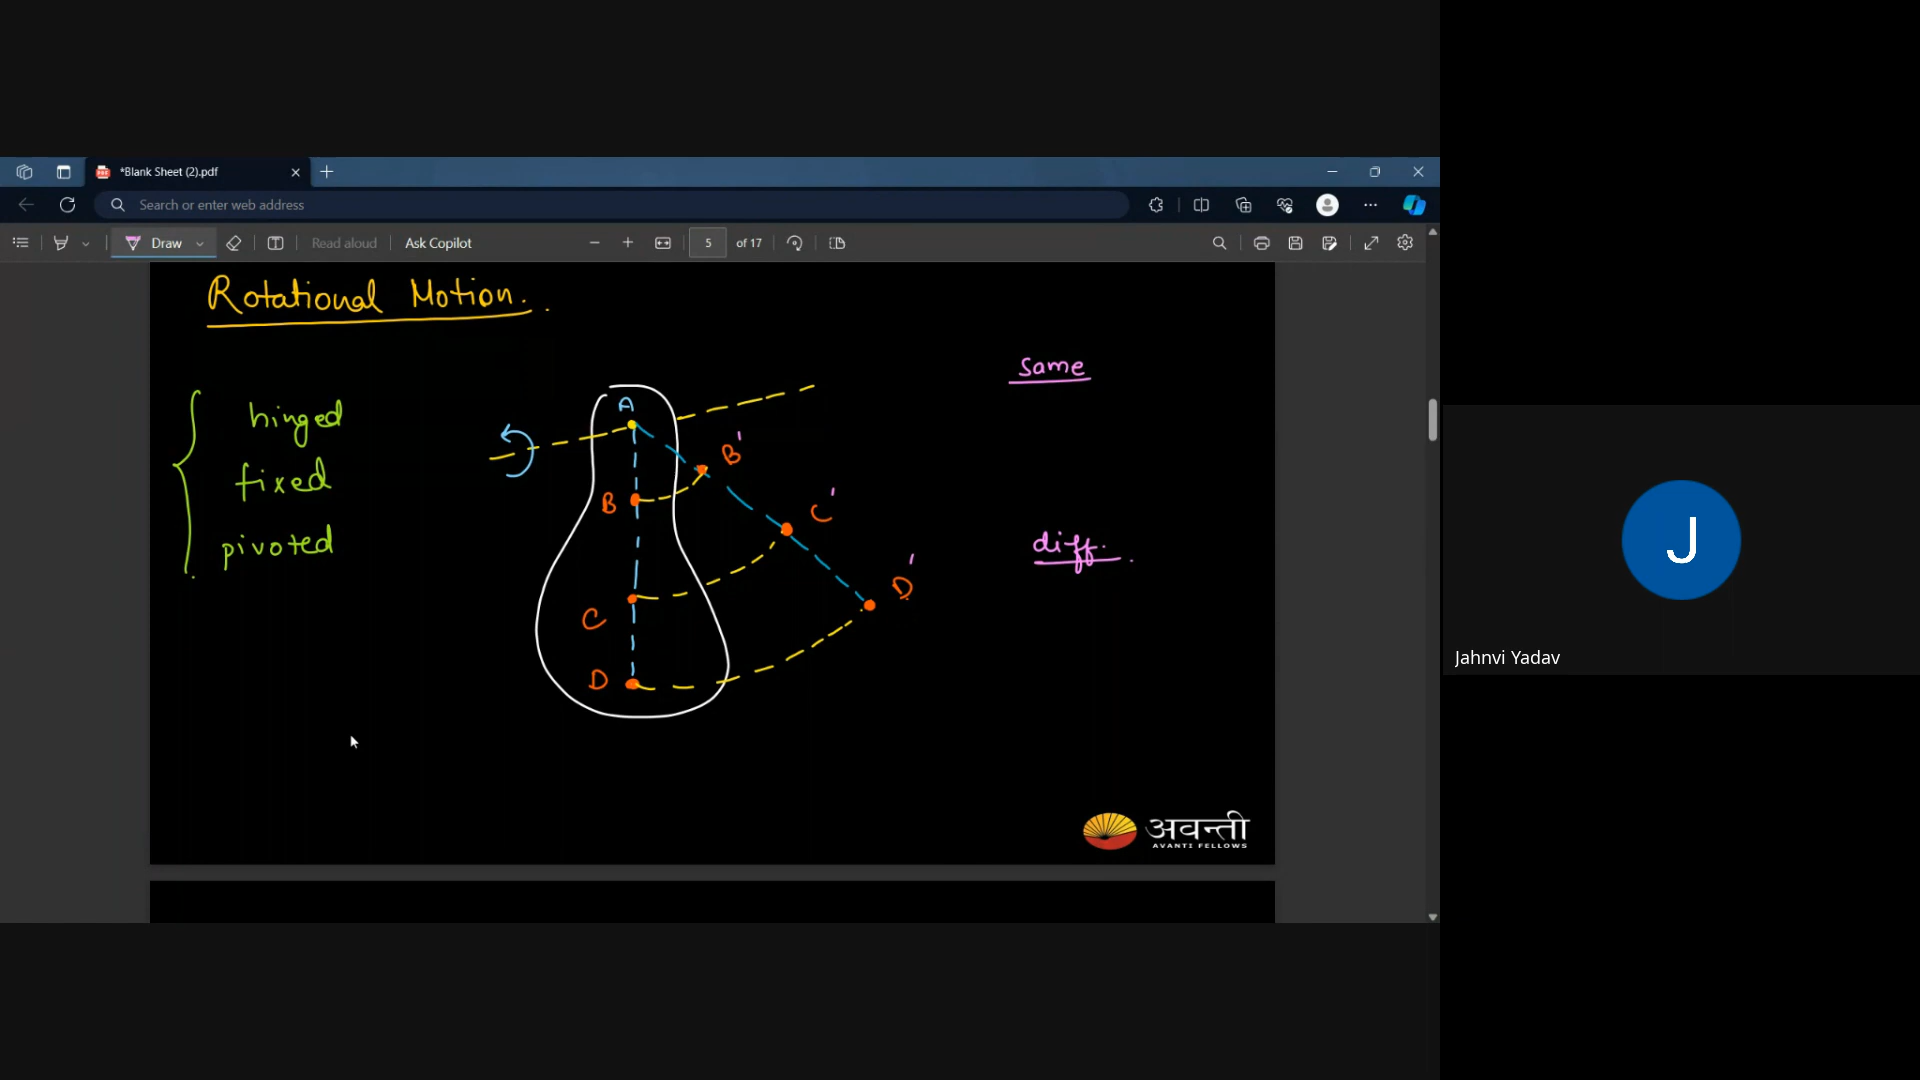 *Blank Sheet (2).pdf
Search or enter web address
Draw
Read aloud
Ask Copilot
5 of 17
Rotational Motion.
Same
hinged
fixed
pivoted
A
B'
B
C'
diff.
D'
C
D
अवन्ती
AVANTI FELLOWS
J
Jahnvi Yadav